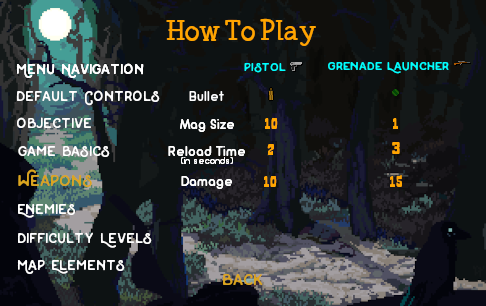 How To Play
MENU NAVIGATION PISTOL GRENADE LAUNCHER
DEFAULT CONTROLS Bullet
OBJECTIVE Mag Size 10 1
GAME BASICS Reload Time 2 3
(in seconds)
WEAPONS Damage 10 15
ENEMIES
DIFFICULTY LEVELS
MAP ELEMENTS
BACK